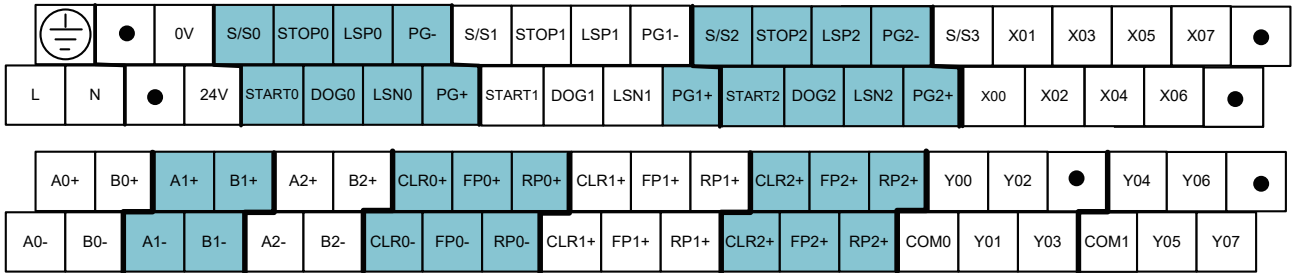 0V S/S0 STOP0 LSP0 PG- S/S1 STOP1 LSP1 PG1- S/S2 STOP2 LSP2 PG2- S/S3 X01 X03 X05 X07
L N 24V START0 DOG0 LSN0 PG+ START1 DOG1 LSN1 PG1+ START2 DOG2 LSN2 PG2+ X00 X02 X04 X06
A0+ B0+ A1+ B1+ A2+ B2+ CLR0+ FP0+ RP0+ CLR1+ FP1+ RP1+ CLR2+ FP2+ RP2+ Y00 Y02 Y04 Y06
A0- B0- A1- B1- A2- B2- CLR0- FP0- RP0- CLR1+ FP1+ RP1+ CLR2+ FP2+ RP2+ COM0 Y01 Y03 COM1 Y05 Y07